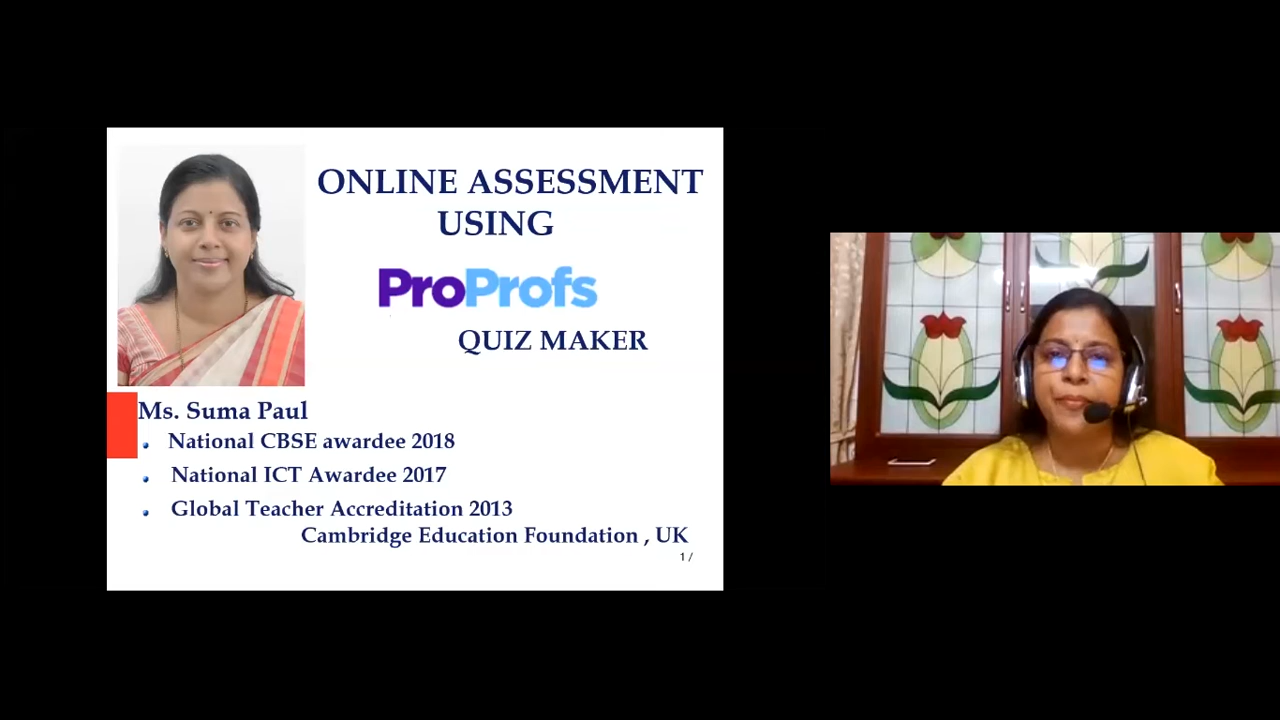 ONLINE ASSESSMENT
USING
ProProfs
QUIZ MAKER
Ms. Suma Paul
National CBSE awardee 2018
National ICT Awardee 2017
Global Teacher Accreditation 2013
Cambridge Education Foundation , UK
1 /